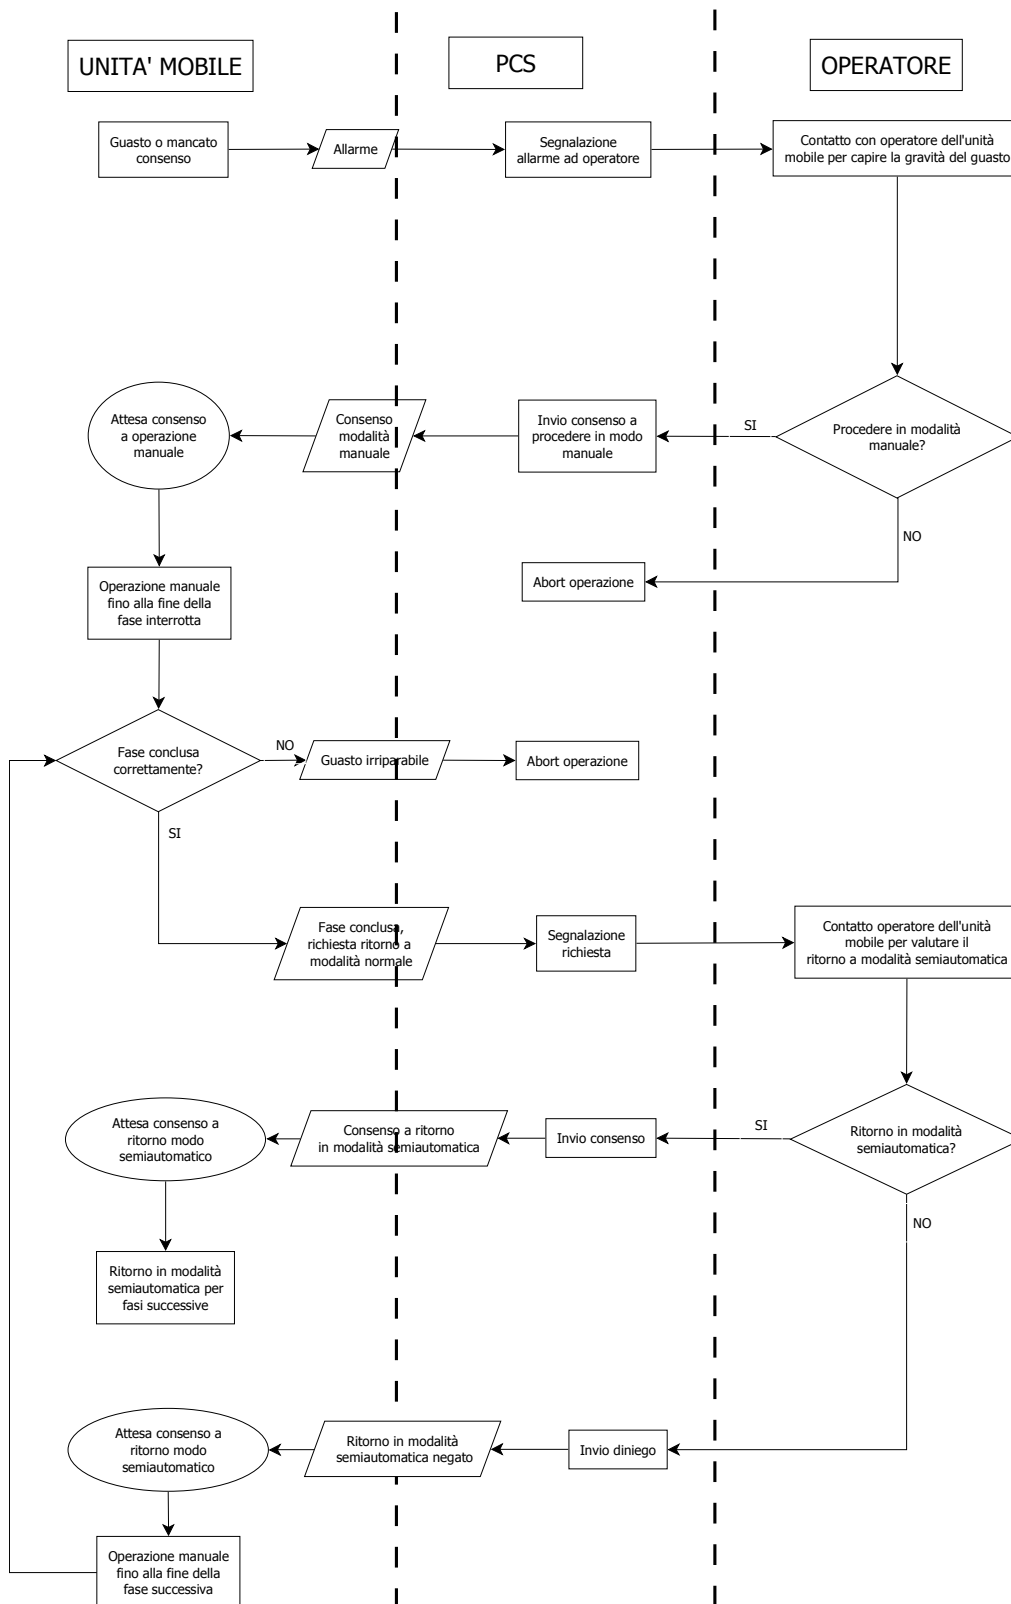 UNITA' MOBILE
PCS
OPERATORE
Guasto o mancato
consenso
Allarme
Segnalazione
allarme ad operatore
Contatto con operatore dell'unità
mobile per capire la gravità del guasto
Attesa consenso
a operazione
manuale
Consenso
modalità
manuale
Invio consenso a
procedere in modo
manuale
SI
Procedere in modalità
manuale?
NO
Abort operazione
Operazione manuale
fino alla fine della
fase interrotta
Fase conclusa
correttamente?
NO
Guasto irriparabile
Abort operazione
SI
Fase conclusa,
richiesta ritorno a
modalità normale
Segnalazione
richiesta
Contatto operatore dell'unità
mobile per valutare il
ritorno a modalità semiautomatica
Attesa consenso a
ritorno modo
semiautomatico
Consenso a ritorno
in modalità semiautomatica
Invio consenso
SI
Ritorno in modalità
semiautomatica?
NO
Ritorno in modalità
semiautomatica per
fasi successive
Attesa consenso a
ritorno modo
semiautomatico
Ritorno in modalità
semiautomatica negato
Invio diniego
Operazione manuale
fino alla fine della
fase successiva